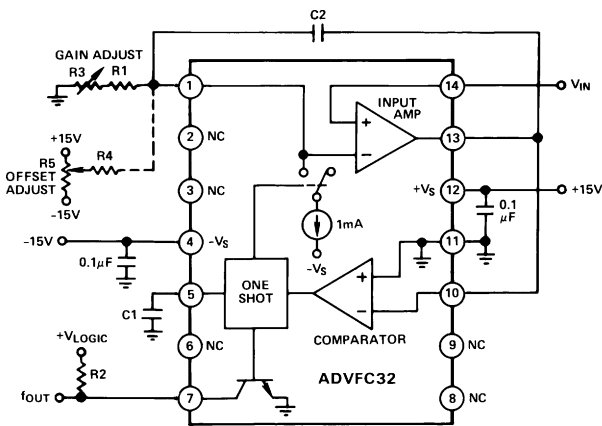 C2
GAIN ADJUST
R3 R1
1
14
V_IN
INPUT
AMP
+
−
13
2 NC
+15V
R5
R4
OFFSET
ADJUST
-15V
3 NC
+V_S 12
+15V
0.1
µF
1mA
-V_S
-15V
4 -V_S
11
0.1µF
5
ONE
SHOT
+
−
10
C1
COMPARATOR
+V_LOGIC
6 NC
9 NC
R2
ADVFC32
f_OUT
7
8 NC